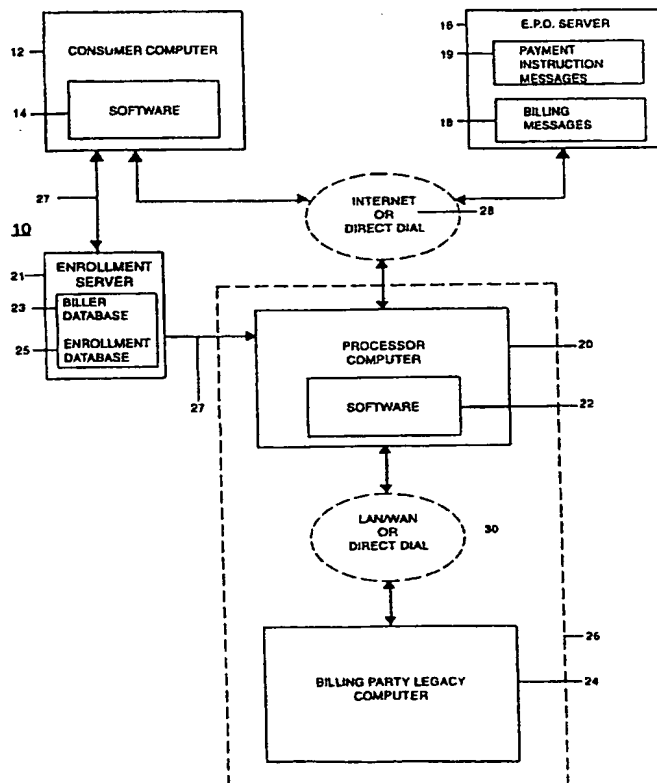 12
CONSUMER COMPUTER
14
SOFTWARE
16
E.P.O. SERVER
19
PAYMENT
INSTRUCTION
MESSAGES
18
BILLING
MESSAGES
27
INTERNET
OR
DIRECT DIAL
28
10
21
ENROLLMENT
SERVER
23
BILLER
DATABASE
25
ENROLLMENT
DATABASE
27
PROCESSOR
COMPUTER
20
SOFTWARE
22
LAN/WAN
OR
DIRECT DIAL
30
26
BILLING PARTY LEGACY
COMPUTER
24